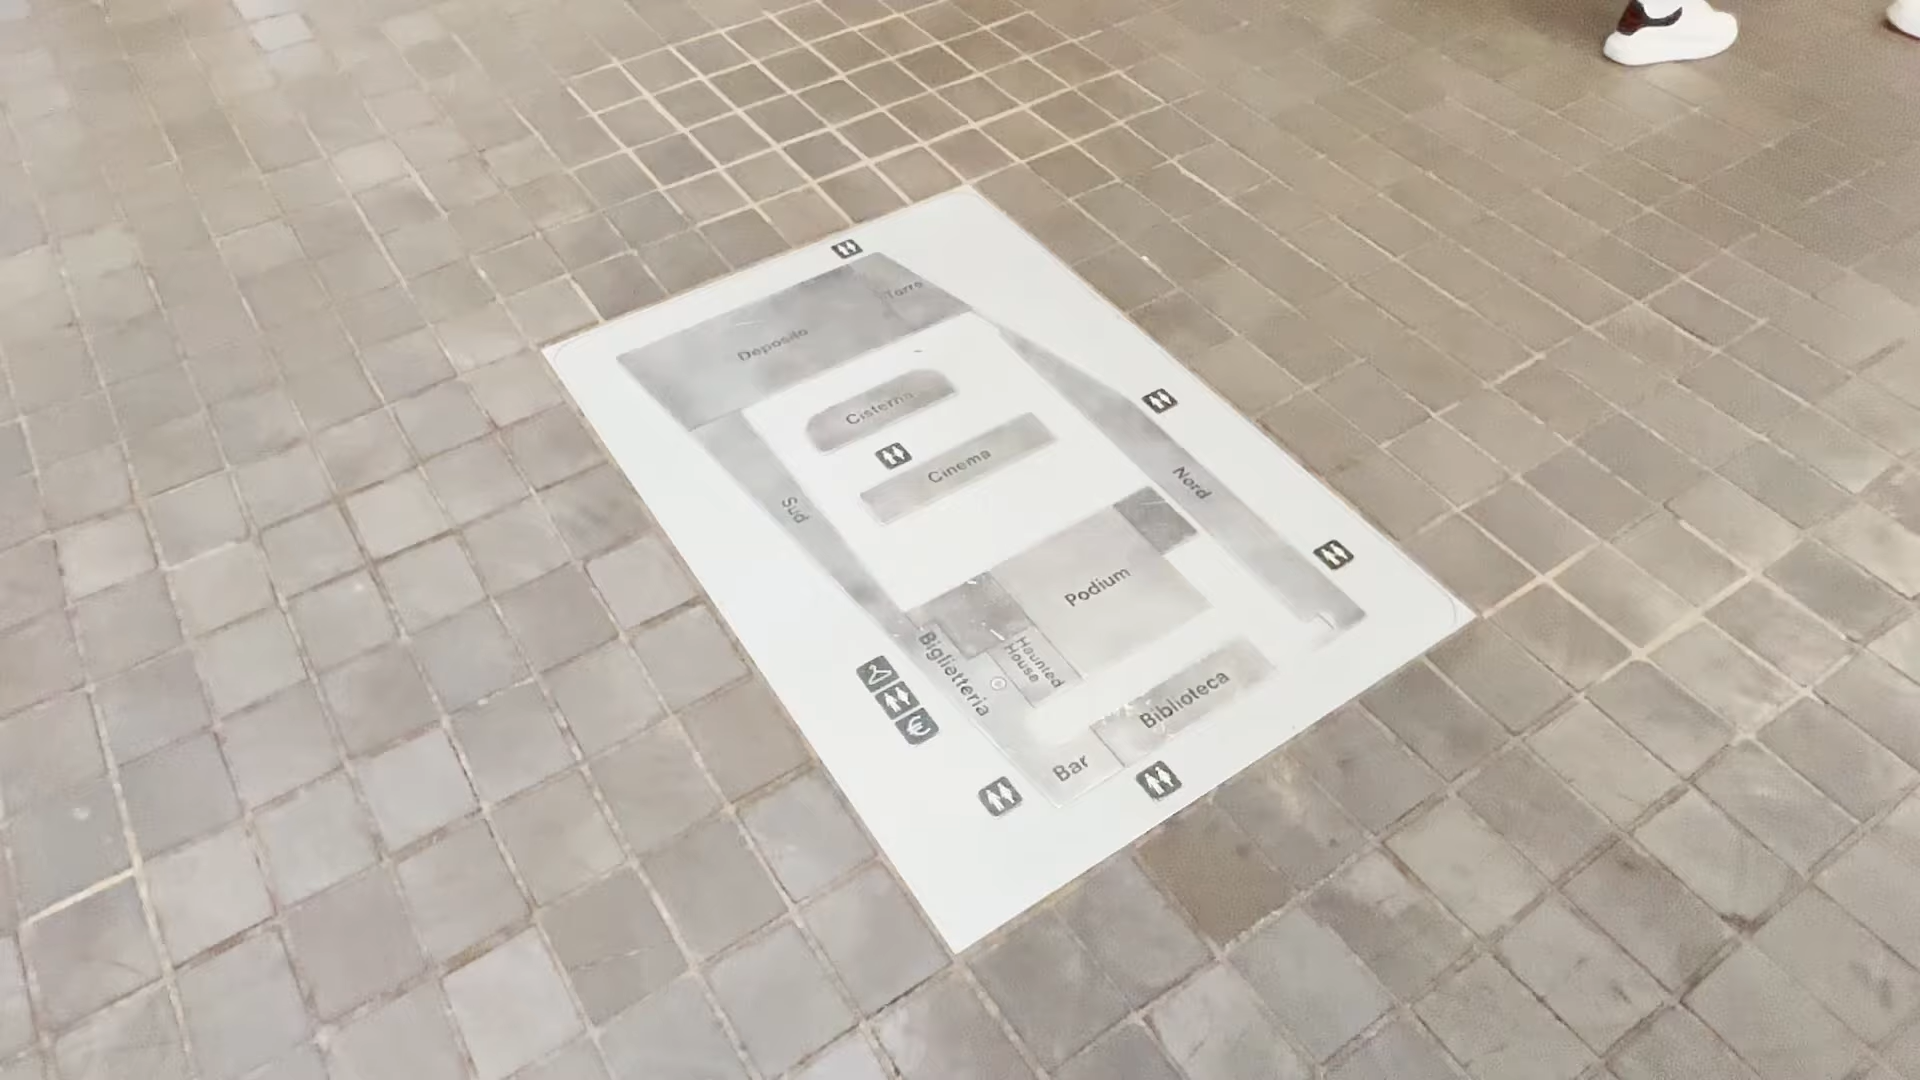 Torre
Deposito
Cisterna
Cinema
Nord
Sud
Podium
Haunted
House
Biglietteria
Biblioteca
Bar